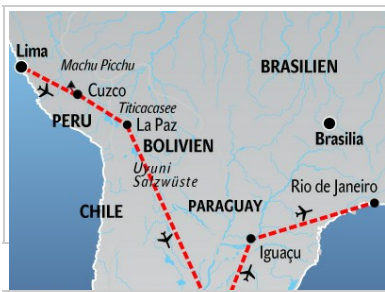 Lima
Machu Picchu
BRASILIEN
Cuzco
Titicacasee
PERU
La Paz
Brasilia
BOLIVIEN
Uyuni
Salzwüste
Rio de Janeiro
CHILE
PARAGUAY
Iguaçu